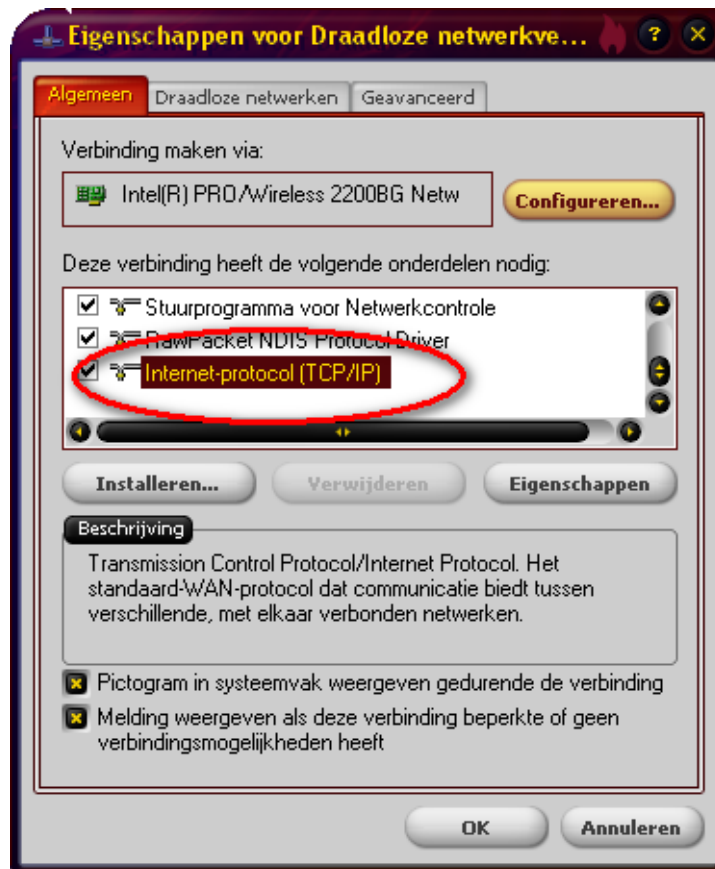 Eigenschappen voor Draadloze netwerkve...
Algemeen Draadloze netwerken Geavanceerd
Verbinding maken via:
Intel(R) PRO/Wireless 2200BG Netw
Configureren...
Deze verbinding heeft de volgende onderdelen nodig:
Stuurprogramma voor Netwerkcontrole
RawPacket NDIS Protocol Driver
Internet-protocol (TCP/IP)
Installeren... Verwijderen Eigenschappen
Beschrijving
Transmission Control Protocol/Internet Protocol. Het
standaard-WAN-protocol dat communicatie biedt tussen
verschillende, met elkaar verbonden netwerken.
Pictogram in systeemvak weergeven gedurende de verbinding
Melding weergeven als deze verbinding beperkte of geen
verbindingsmogelijkheden heeft
OK Annuleren